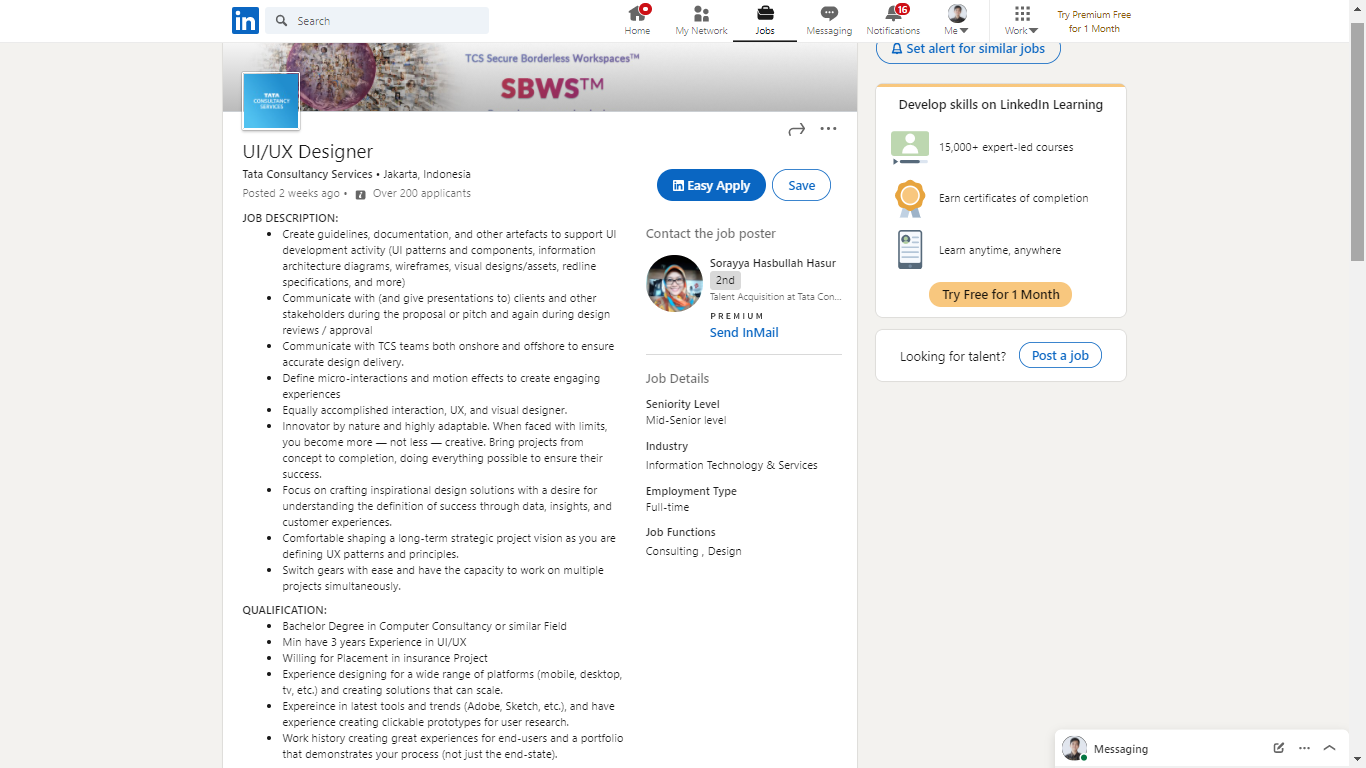 in
Search
Home
My Network
Jobs
Messaging
16
Notifications
Me
Work
Try Premium Free
for 1 Month
TCS Secure Borderless Workspaces™
SBWS™
TATA
CONSULTANCY
SERVICES
UI/UX Designer
Tata Consultancy Services • Jakarta, Indonesia
Posted 2 weeks ago • Over 200 applicants
in Easy Apply
Save
JOB DESCRIPTION:
• Create guidelines, documentation, and other artefacts to support UI
development activity (UI patterns and components, information
architecture diagrams, wireframes, visual designs/assets, redline
specifications, and more)
• Communicate with (and give presentations to) clients and other
stakeholders during the proposal or pitch and again during design
reviews / approval
• Communicate with TCS teams both onshore and offshore to ensure
accurate design delivery.
• Define micro-interactions and motion effects to create engaging
experiences
• Equally accomplished interaction, UX, and visual designer.
• Innovator by nature and highly adaptable. When faced with limits,
you become more — not less — creative. Bring projects from
concept to completion, doing everything possible to ensure their
success.
• Focus on crafting inspirational design solutions with a desire for
understanding the definition of success through data, insights, and
customer experiences.
• Comfortable shaping a long-term strategic project vision as you are
defining UX patterns and principles.
• Switch gears with ease and have the capacity to work on multiple
projects simultaneously.
QUALIFICATION:
• Bachelor Degree in Computer Consultancy or similar Field
• Min have 3 years Experience in UI/UX
• Willing for Placement in insurance Project
• Experience designing for a wide range of platforms (mobile, desktop,
tv, etc.) and creating solutions that can scale.
• Expereince in latest tools and trends (Adobe, Sketch, etc.), and have
experience creating clickable prototypes for user research.
• Work history creating great experiences for end-users and a portfolio
that demonstrates your process (not just the end-state).
Contact the job poster
Sorayya Hasbullah Hasur
2nd
Talent Acquisition at Tata Con...
PREMIUM
Send InMail
Job Details
Seniority Level
Mid-Senior level
Industry
Information Technology & Services
Employment Type
Full-time
Job Functions
Consulting , Design
Set alert for similar jobs
Develop skills on LinkedIn Learning
15,000+ expert-led courses
Earn certificates of completion
Learn anytime, anywhere
Try Free for 1 Month
Looking for talent?
Post a job
Messaging